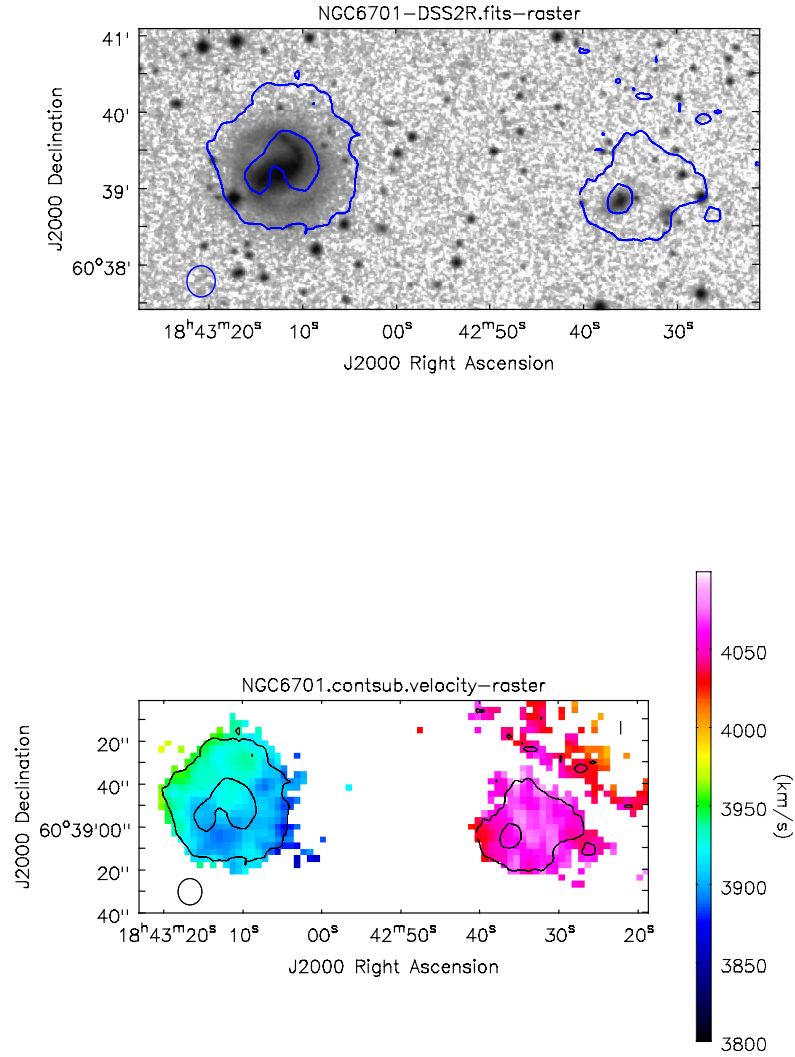 NGC6701-DSS2R.fits-raster
41'
40'
39'
60°38'
J2000 Declination
18ʰ43ᵐ20ˢ 10ˢ 00ˢ 42ᵐ50ˢ 40ˢ 30ˢ
J2000 Right Ascension
NGC6701.contsub.velocity-raster
20"
40"
60°39'00"
20"
40"
J2000 Declination
18ʰ43ᵐ20ˢ 10ˢ 00ˢ 42ᵐ50ˢ 40ˢ 30ˢ 20ˢ
J2000 Right Ascension
4050
4000
3950
3900
3850
3800
(km/s)